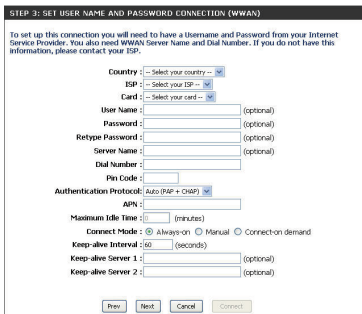 STEP 3: SET USER NAME AND PASSWORD CONNECTION (WWAN)
To set up this connection you will need to have a Username and Password from your Internet
Service Provider. You also need WWAN Server Name and Dial Number. If you do not have this
information, please contact your ISP.
Country : -- Select your country --
ISP : -- Select your ISP --
Card : -- Select your card --
User Name : (optional)
Password : (optional)
Retype Password : (optional)
Server Name : (optional)
Dial Number :
Pin Code :
Authentication Protocol: Auto (PAP + CHAP)
APN :
Maximum Idle Time : 0 (minutes)
Connect Mode : Always-on Manual Connect-on demand
Keep-alive Interval : 60 (seconds)
Keep-alive Server 1 : (optional)
Keep-alive Server 2 : (optional)
Prev Next Cancel Connect